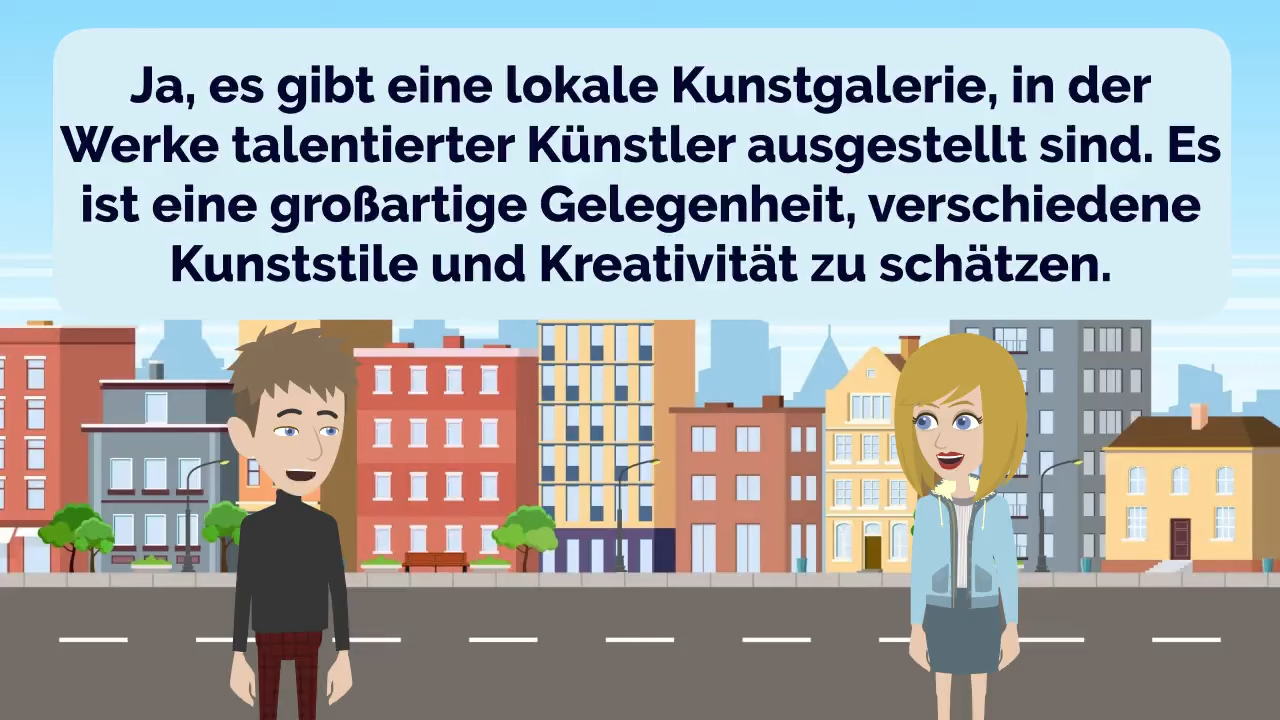 Ja, es gibt eine lokale Kunstgalerie, in der
Werke talentierter Künstler ausgestellt sind. Es
ist eine großartige Gelegenheit, verschiedene
Kunststile und Kreativität zu schätzen.